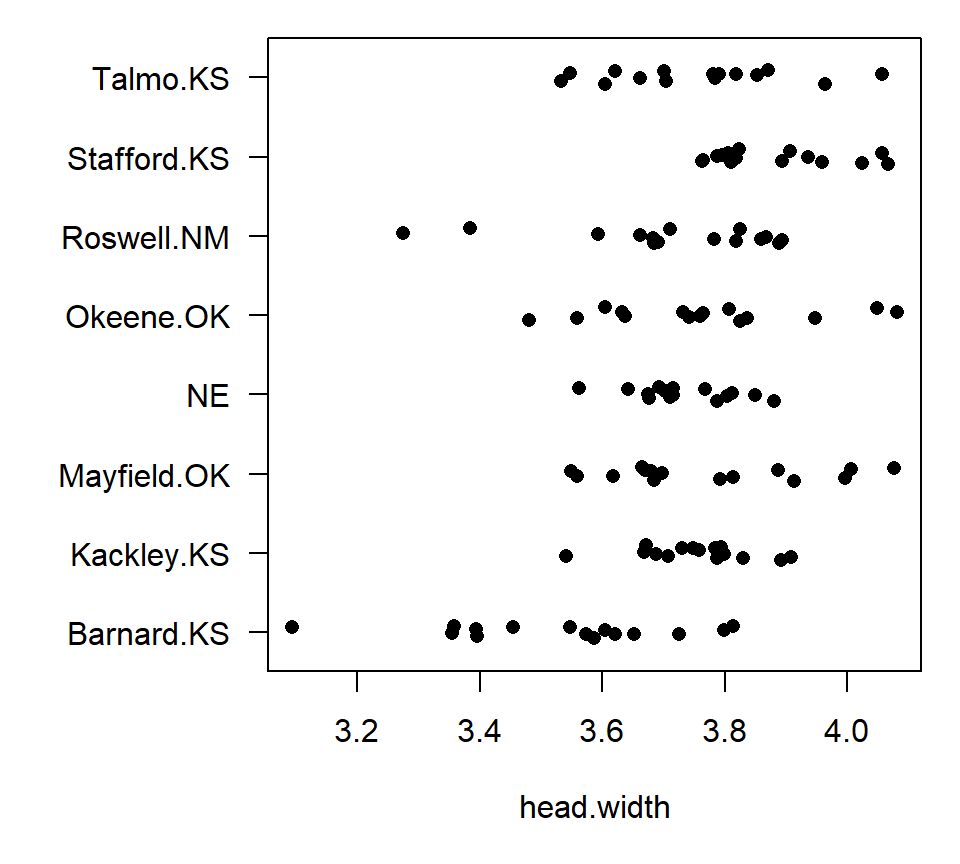 Talmo.KS
Stafford.KS
Roswell.NM
Okeene.OK
NE
Mayfield.OK
Kackley.KS
Barnard.KS
3.2 3.4 3.6 3.8 4.0
head.width